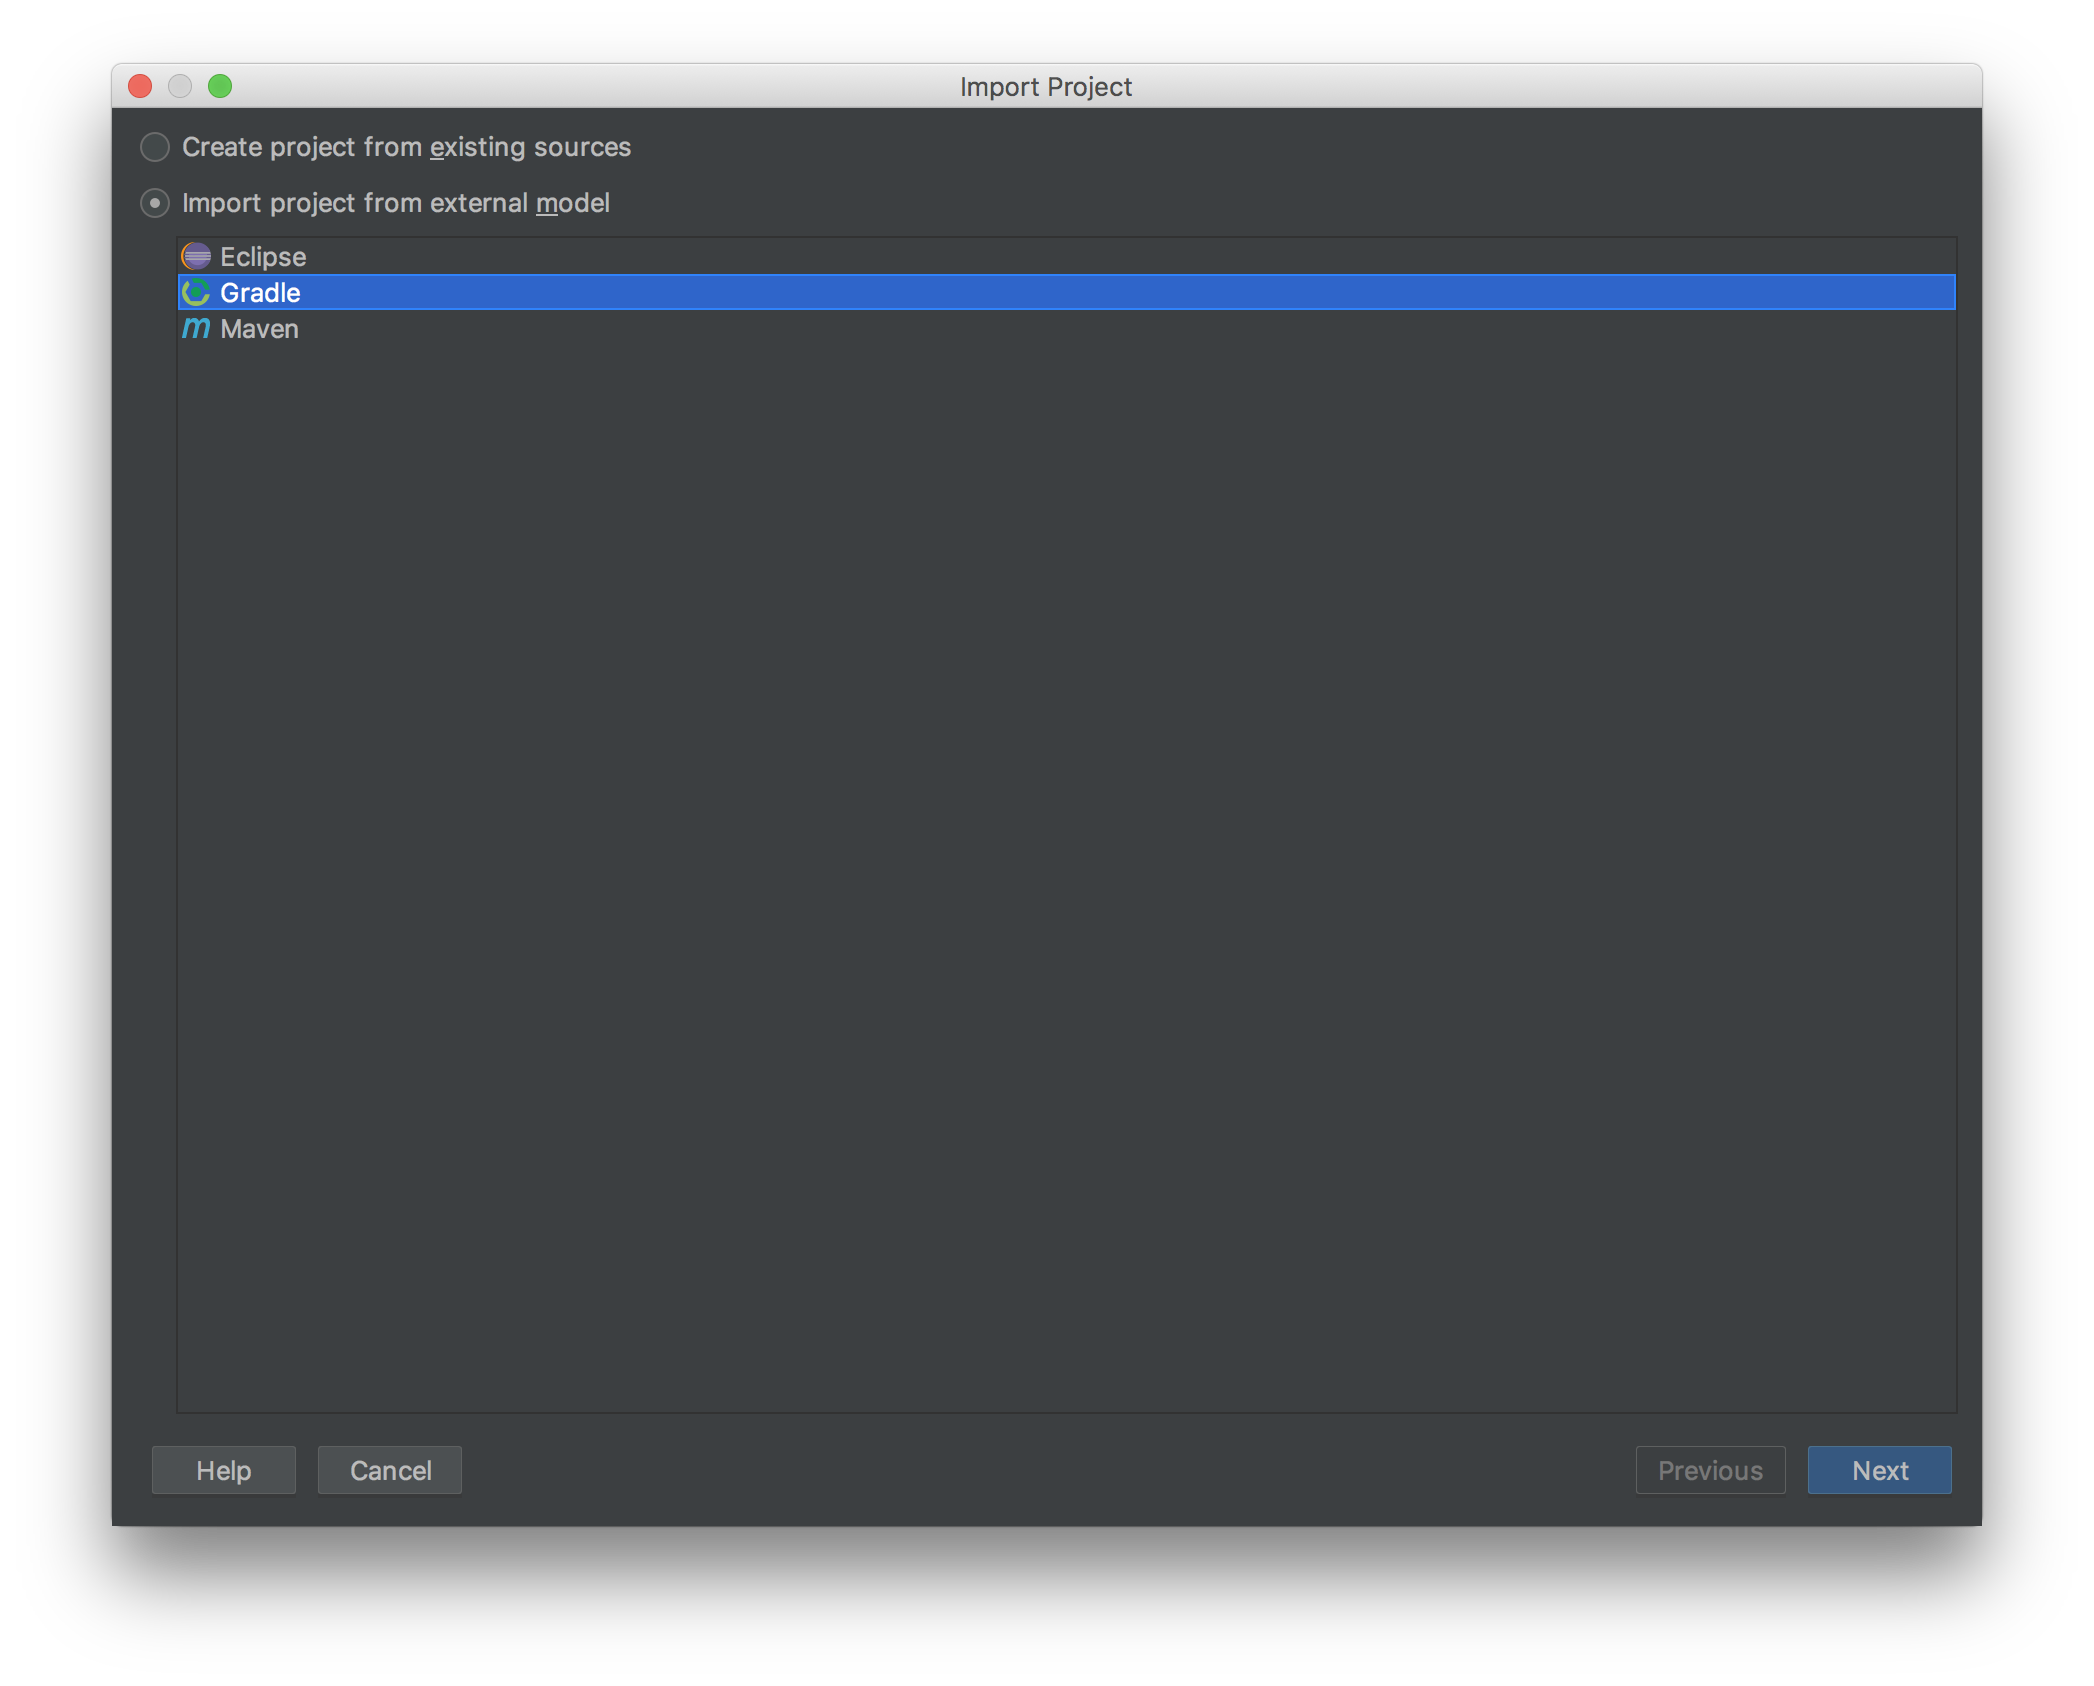 Import Project
Create project from existing sources
Import project from external model
Eclipse
Gradle
Maven
Help Cancel Previous Next